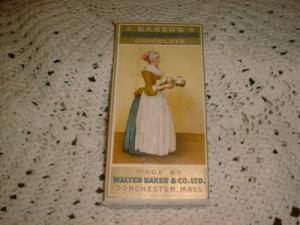 BAKER'S
CHOCOLATE
MADE BY
WALTER BAKER & CO. LTD.
DORCHESTER, MASS.